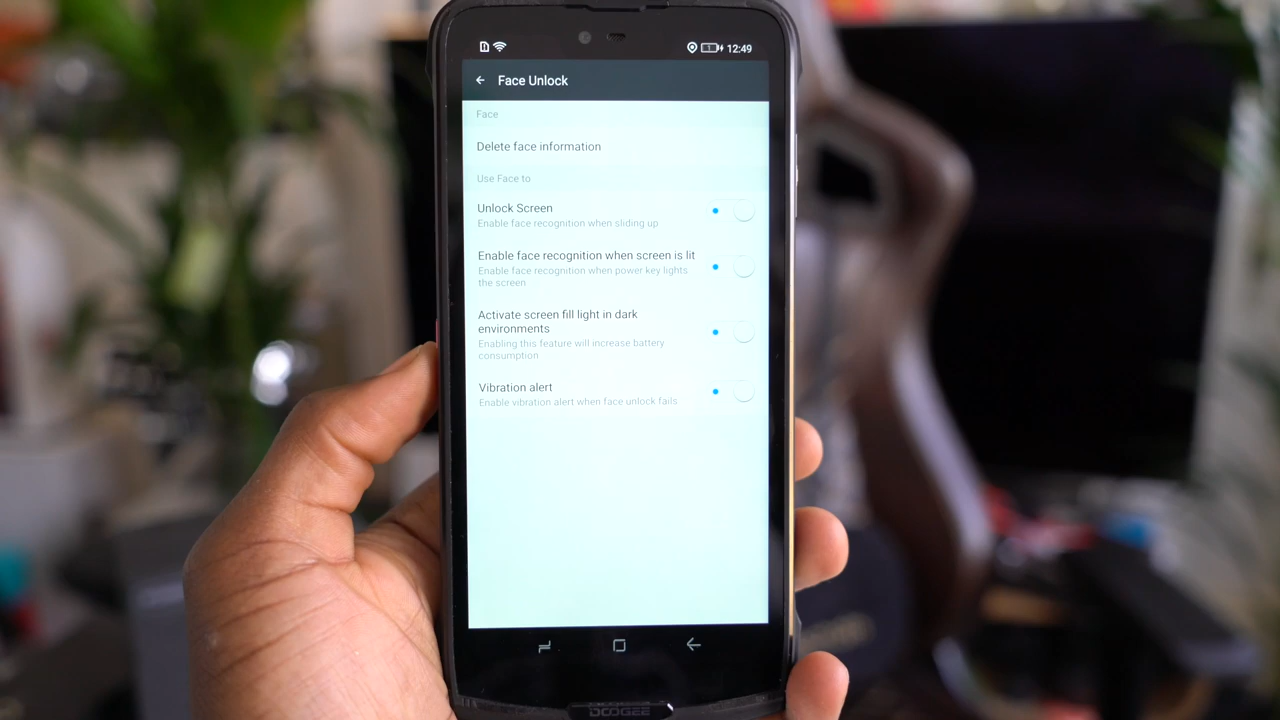 12:49
Face Unlock
Face
Delete face information
Use Face to
Unlock Screen
Enable face recognition when sliding up
Enable face recognition when screen is lit
Enable face recognition when power key lights
the screen
Activate screen fill light in dark
environments
Enabling this feature will increase battery
consumption
Vibration alert
Enable vibration alert when face unlock fails
DOOGEE